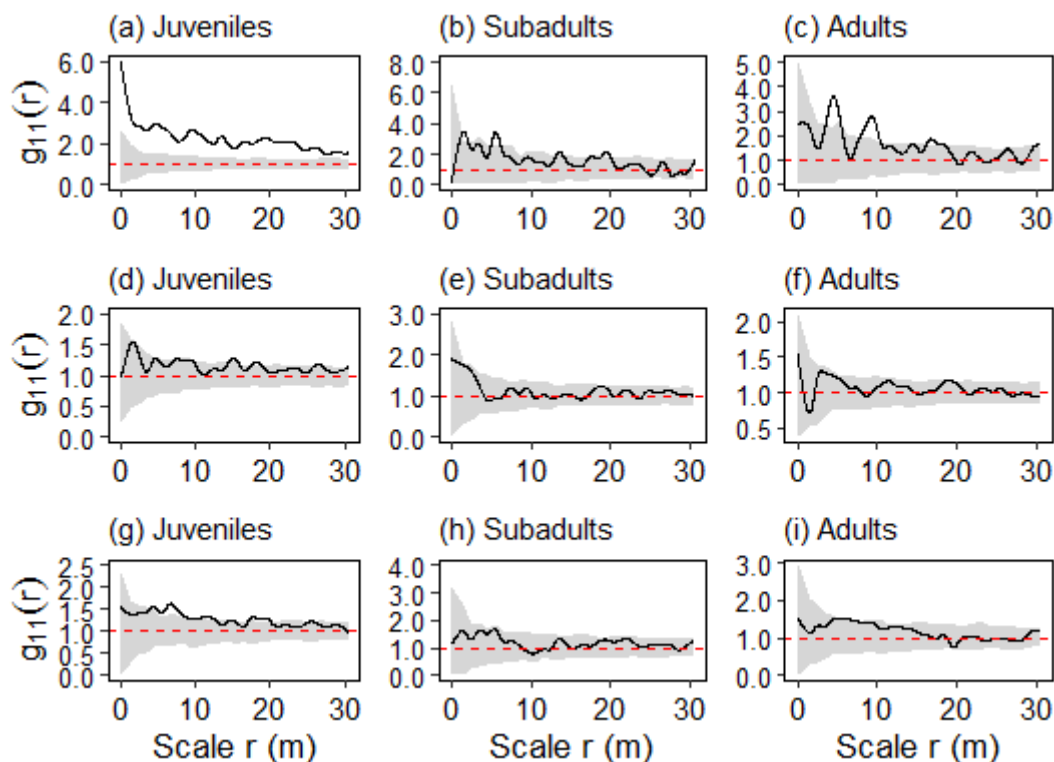 (a) Juveniles (b) Subadults (c) Adults
g11(r)
6.0 4.0 2.0 0.0
0 10 20 30
8.0 6.0 4.0 2.0 0.0
0 10 20 30
5.0 4.0 3.0 2.0 1.0 0.0
0 10 20 30
(d) Juveniles (e) Subadults (f) Adults
g11(r)
2.0 1.5 1.0 0.5 0.0
0 10 20 30
3.0 2.0 1.0 0.0
0 10 20 30
2.0 1.5 1.0 0.5
0 10 20 30
(g) Juveniles (h) Subadults (i) Adults
g11(r)
2.5 2.0 1.5 1.0 0.5 0.0
0 10 20 30
4.0 3.0 2.0 1.0 0.0
0 10 20 30
3.0 2.0 1.0 0.0
0 10 20 30
Scale r (m) Scale r (m) Scale r (m)